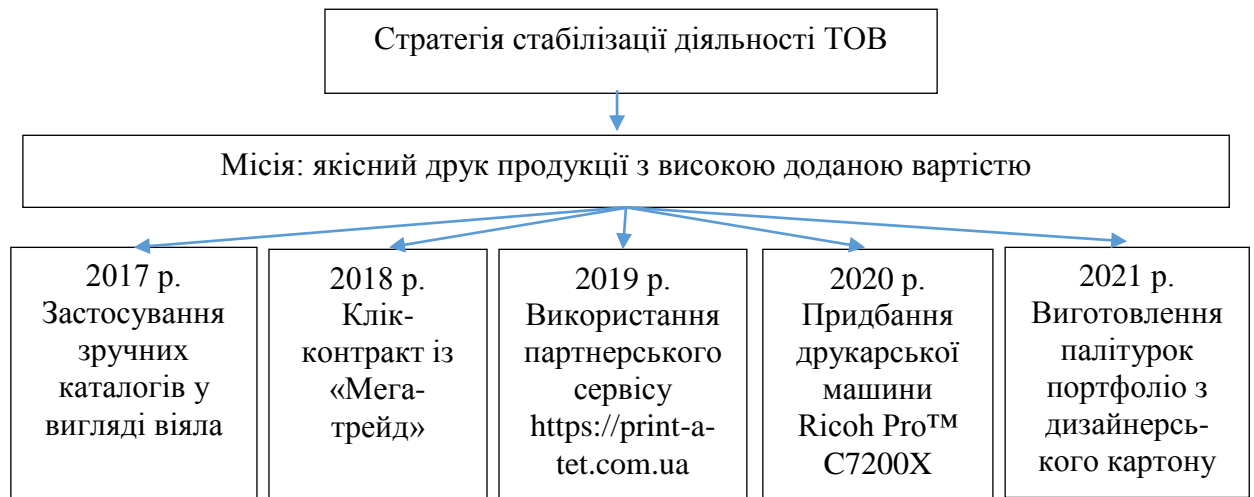 Стратегія стабілізації діяльності ТОВ
Місія: якісний друк продукції з високою доданою вартістю
2017 р.
Застосування
зручних
каталогів у
вигляді віяла
2018 р.
Клік-
контракт із
«Мега-
трейд»
2019 р.
Використання
партнерського
сервісу
https://print-a-
tet.com.ua
2020 р.
Придбання
друкарської
машини
Ricoh Pro™
C7200X
2021 р.
Виготовлення
палітурок
портфоліо з
дизайнерсь-
кого картону